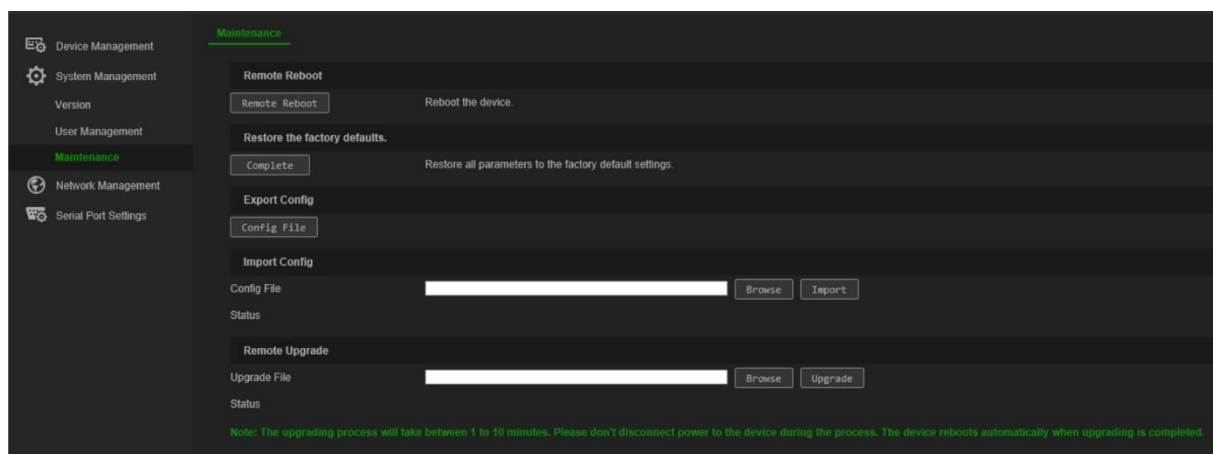 Device Management
System Management
Version
User Management
Maintenance
Network Management
Serial Port Settings
Maintenance
Remote Reboot
Remote Reboot Reboot the device.
Restore the factory defaults.
Complete Restore all parameters to the factory default settings.
Export Config
Config File
Import Config
Config File Browse Import
Status
Remote Upgrade
Upgrade File Browse Upgrade
Status
Note: The upgrading process will take between 1 to 10 minutes. Please don't disconnect power to the device during the process. The device reboots automatically when upgrading is completed.